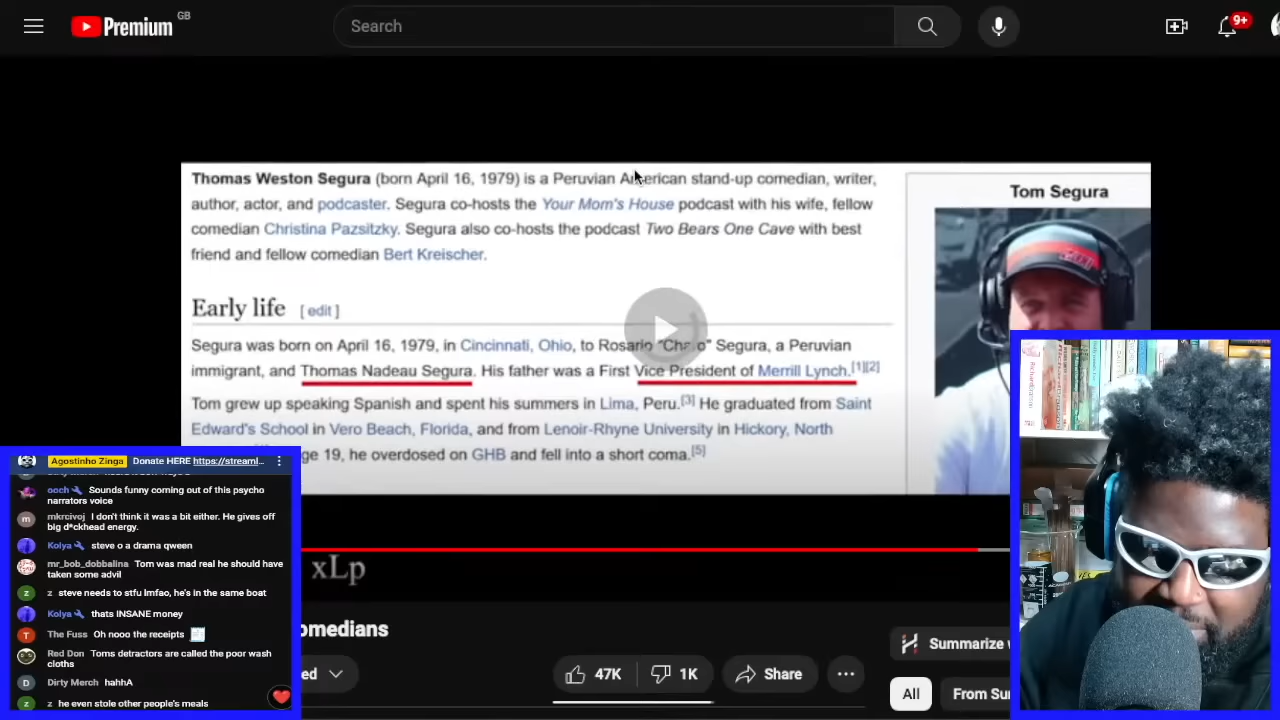 Premium GB
Search
9+
Thomas Weston Segura (born April 16, 1979) is a Peruvian American stand-up comedian, writer,
author, actor, and podcaster. Segura co-hosts the Your Mom's House podcast with his wife, fellow
comedian Christina Pazsitzky. Segura also co-hosts the podcast Two Bears One Cave with best
friend and fellow comedian Bert Kreischer.
Tom Segura
Early life [ edit ]
Segura was born on April 16, 1979, in Cincinnati, Ohio, to Rosario "Cha o" Segura, a Peruvian
immigrant, and Thomas Nadeau Segura. His father was a First Vice President of Merrill Lynch.[1][2]
Tom grew up speaking Spanish and spent his summers in Lima, Peru.[3] He graduated from Saint
Edward's School in Vero Beach, Florida, and from Lenoir-Rhyne University in Hickory, North
ge 19, he overdosed on GHB and fell into a short coma.[5]
Agostinho Zinga Donate HERE https://streaml...
ooch Sounds funny coming out of this psycho
narrators voice
mkrcivoj I don't think it was a bit either. He gives off
big d*ckhead energy.
Kolya steve o a drama qween
mr_bob_dobbalina Tom was mad real he should have
taken some advil
z steve needs to stfu lmfao, he's in the same boat
Kolya thats INSANE money
The Fuss Oh nooo the receipts
Red Don Toms detractors are called the poor wash
cloths
Dirty Merch hahhA
z he even stole other people's meals
xLp
omedians
ed
47K
1K
Share
Summarize
All
From Su